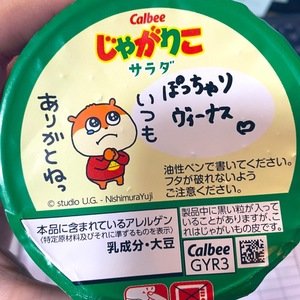 Calbee
じゃがりこ
サラダ
ぽっちゃり
ヴィーナス
いつも
ありがとねっ
油性ペンで書いてください。
フタが破れないよう
ご注意ください。
© studio U.G. - NishimuraYuji
本品に含まれているアレルゲン
(特定原材料及びそれに準ずるものを表示)
乳成分・大豆
製品中に黒い粒が入って
いることがありますが、こ
れはじゃがいもの皮です。
Calbee
GYR3